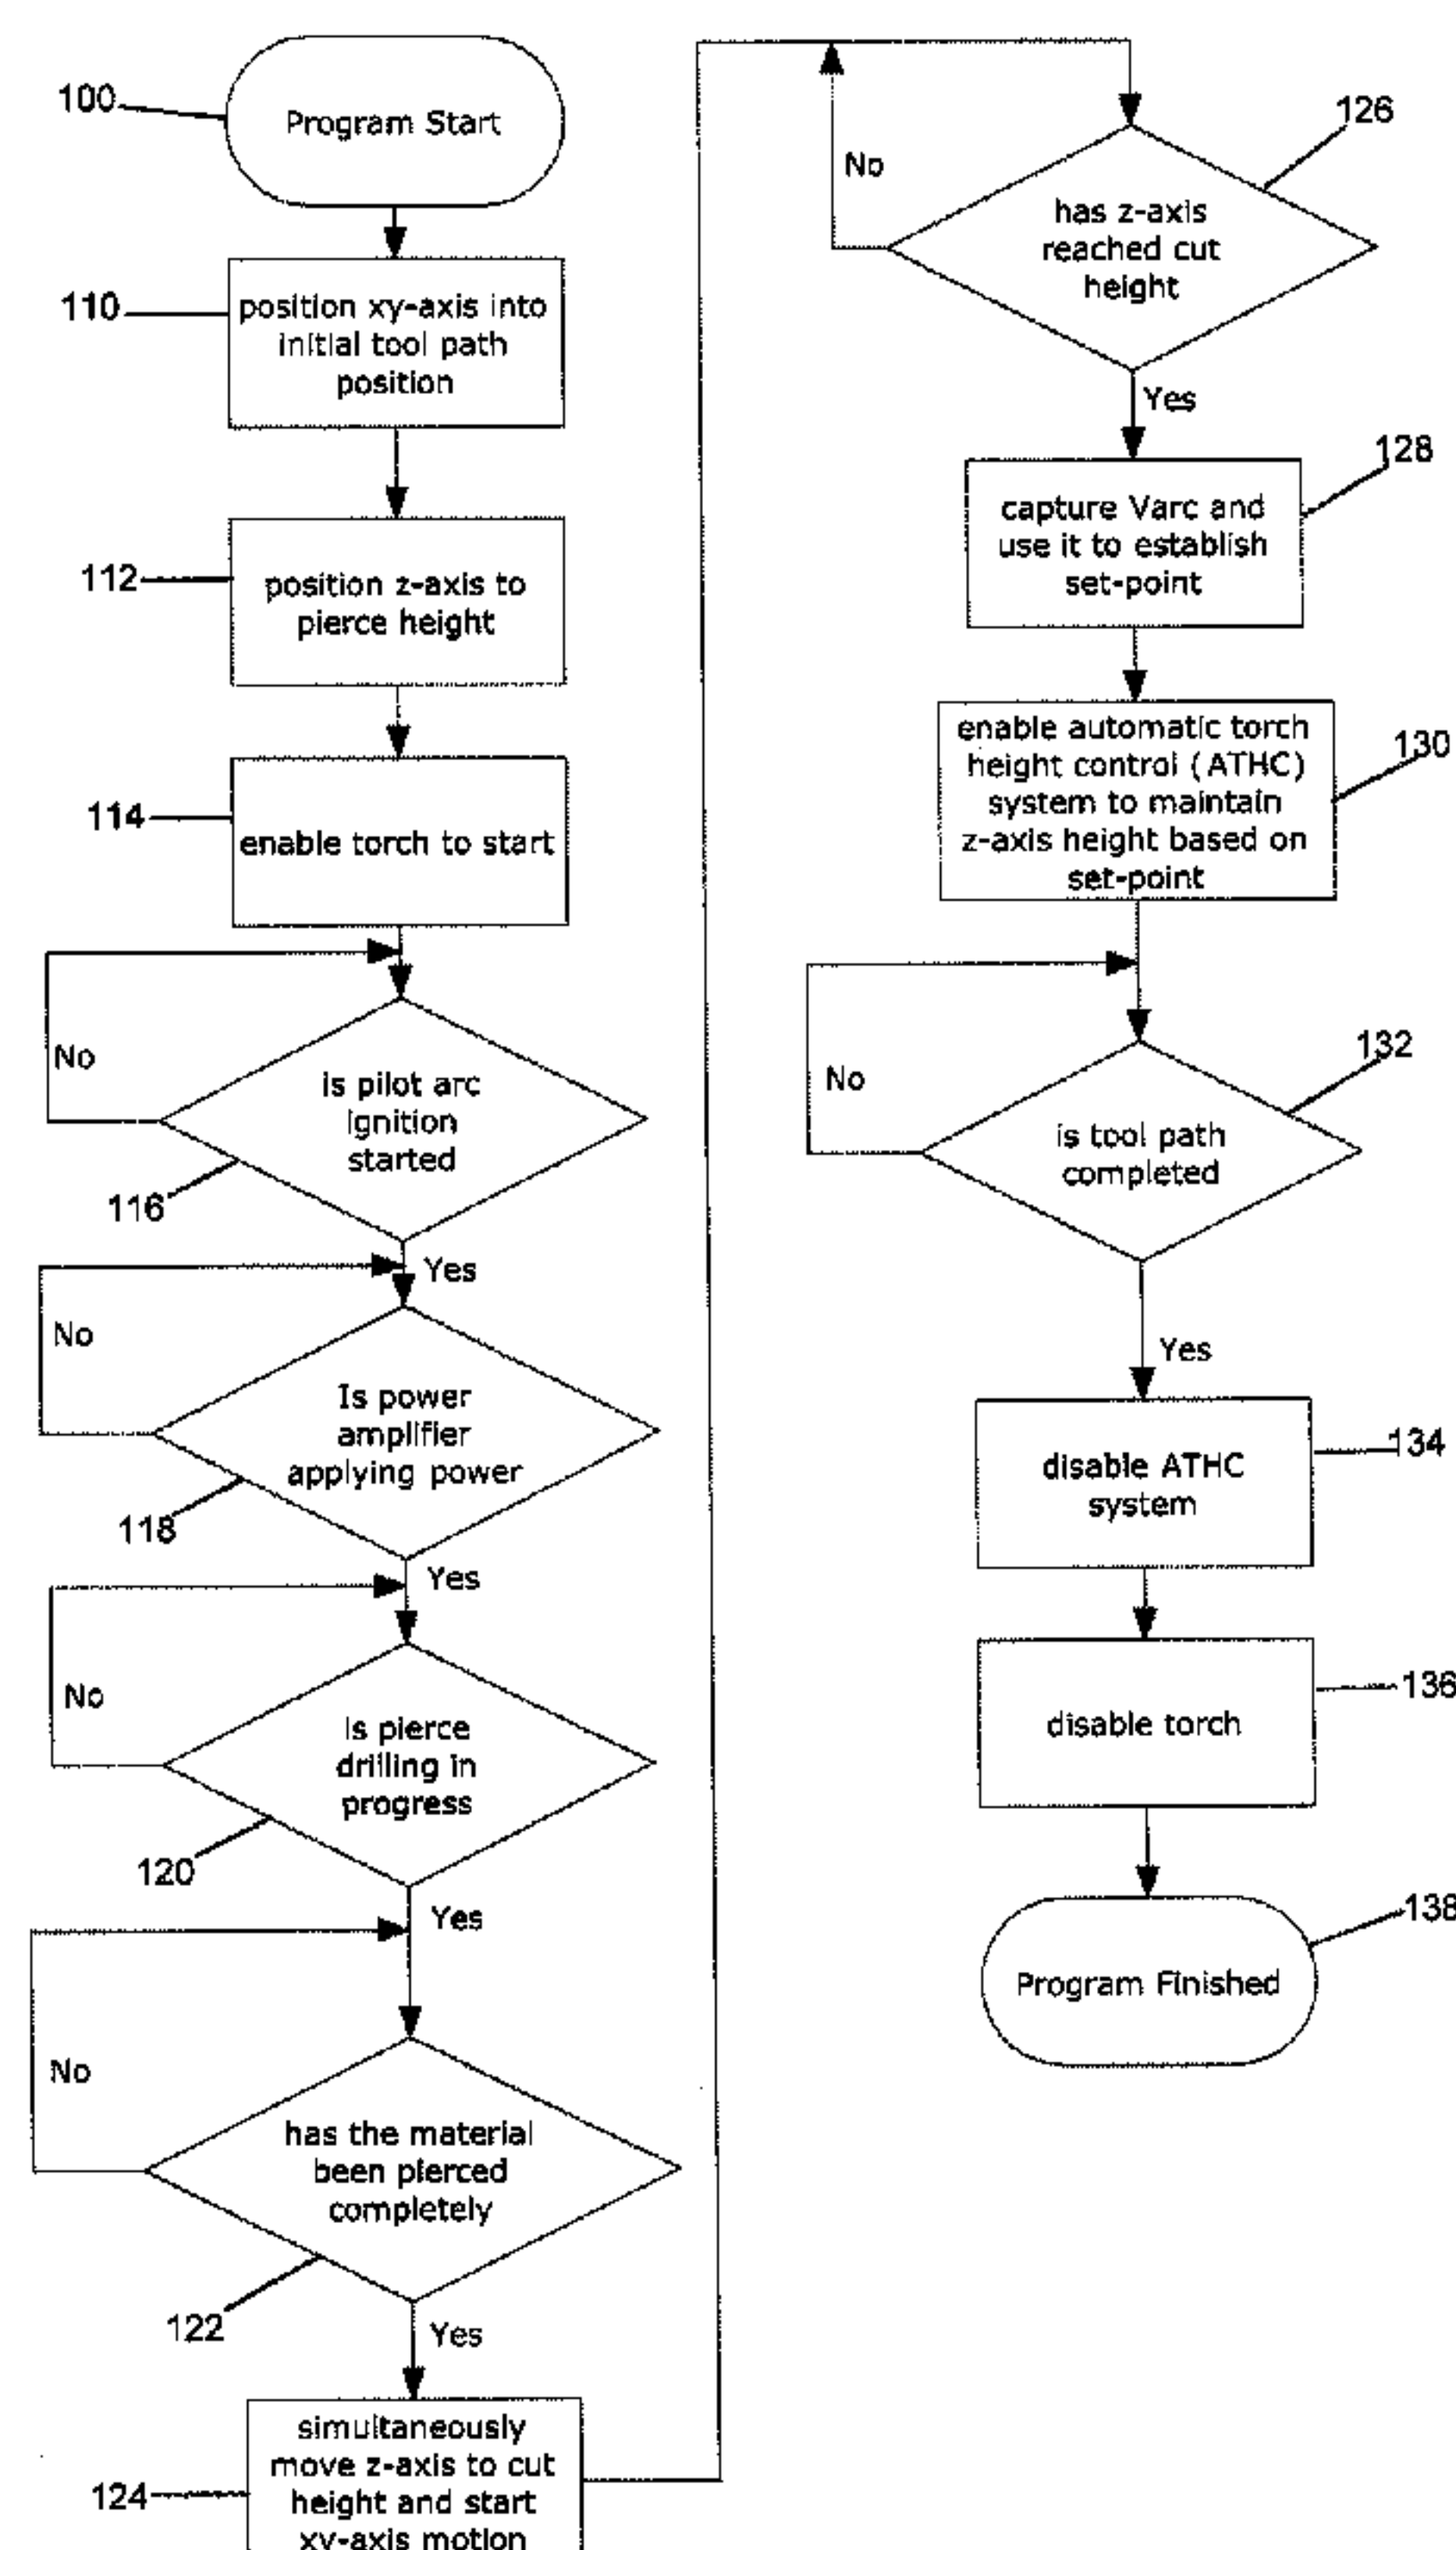 100
Program Start
110
position xy-axis into
initial tool path
position
112
position z-axis to
pierce height
114
enable torch to start
No
is pilot arc
ignition
started
116
Yes
No
Is power
amplifier
applying power
118
Yes
No
is pierce
drilling in
progress
120
Yes
No
has the material
been pierced
completely
122
Yes
124
simultaneously
move z-axis to cut
height and start
xy-axis motion
126
No
has z-axis
reached cut
height
Yes
128
capture Varc and
use it to establish
set-point
130
enable automatic torch
height control (ATHC)
system to maintain
z-axis height based on
set-point
132
No
is tool path
completed
Yes
134
disable ATHC
system
136
disable torch
138
Program Finished